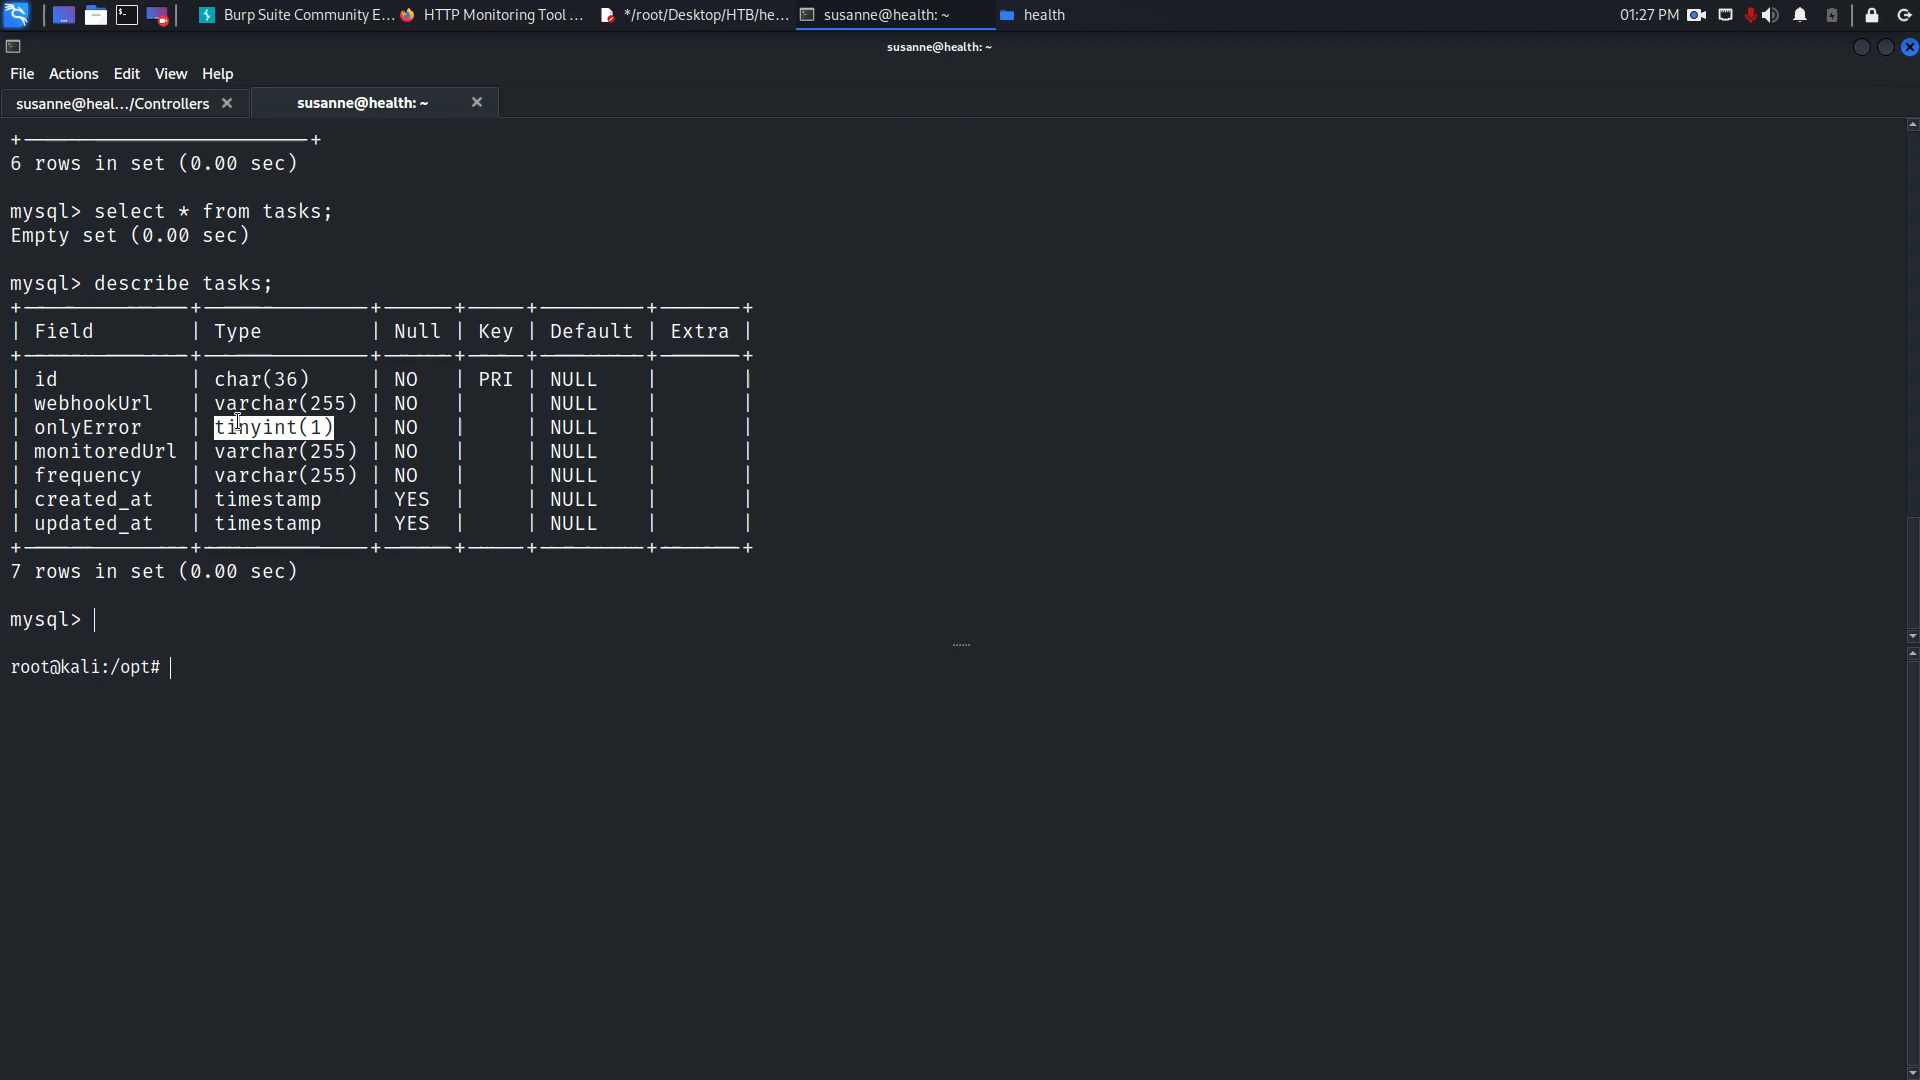 Burp Suite Community E... HTTP Monitoring Tool ... */root/Desktop/HTB/he... susanne@health: ~ health 01:27 PM
susanne@health: ~
File Actions Edit View Help
susanne@heal.../Controllers susanne@health: ~
6 rows in set (0.00 sec)
mysql> select * from tasks;
Empty set (0.00 sec)
mysql> describe tasks;
| Field | Type | Null | Key | Default | Extra |
| id | char(36) | NO | PRI | NULL | |
| webhookUrl | varchar(255) | NO | | NULL | |
| onlyError | tinyint(1) | NO | | NULL | |
| monitoredUrl | varchar(255) | NO | | NULL | |
| frequency | varchar(255) | NO | | NULL | |
| created_at | timestamp | YES | | NULL | |
| updated_at | timestamp | YES | | NULL | |
7 rows in set (0.00 sec)
mysql>
root@kali:/opt#